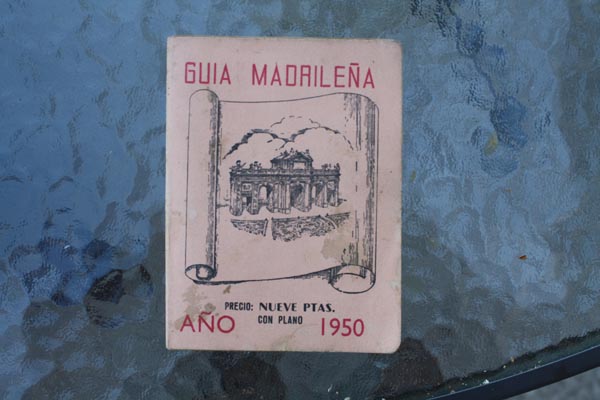 GUIA MADRILEÑA
PRECIO: NUEVE PTAS.
CON PLANO
AÑO 1950